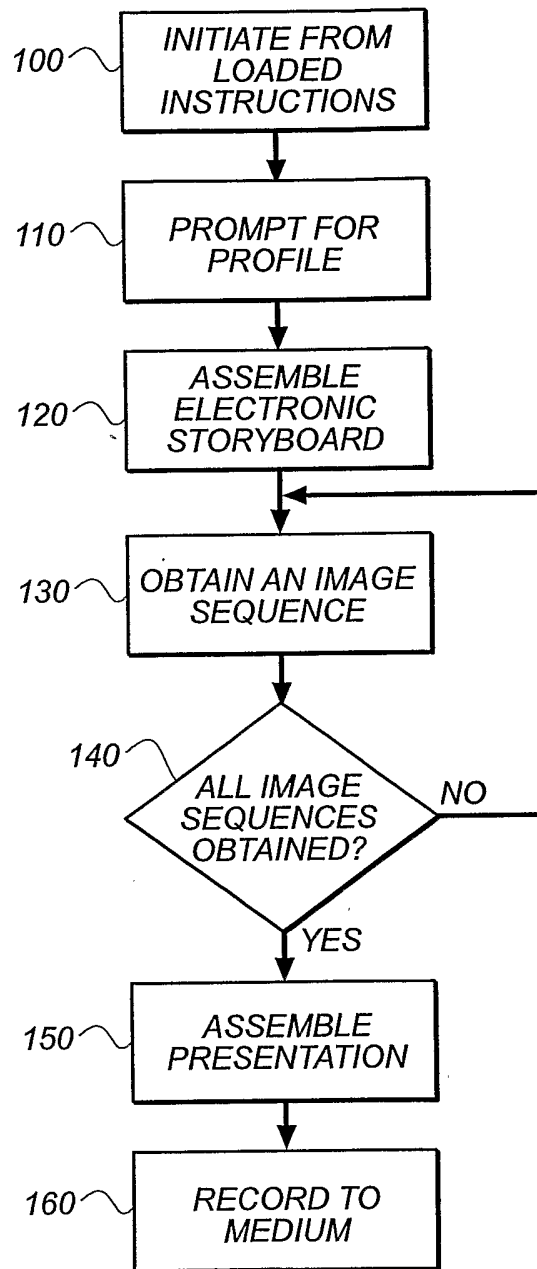 100
INITIATE FROM
LOADED
INSTRUCTIONS
110
PROMPT FOR
PROFILE
120
ASSEMBLE
ELECTRONIC
STORYBOARD
130
OBTAIN AN IMAGE
SEQUENCE
140
ALL IMAGE
SEQUENCES
OBTAINED?
NO
YES
150
ASSEMBLE
PRESENTATION
160
RECORD TO
MEDIUM